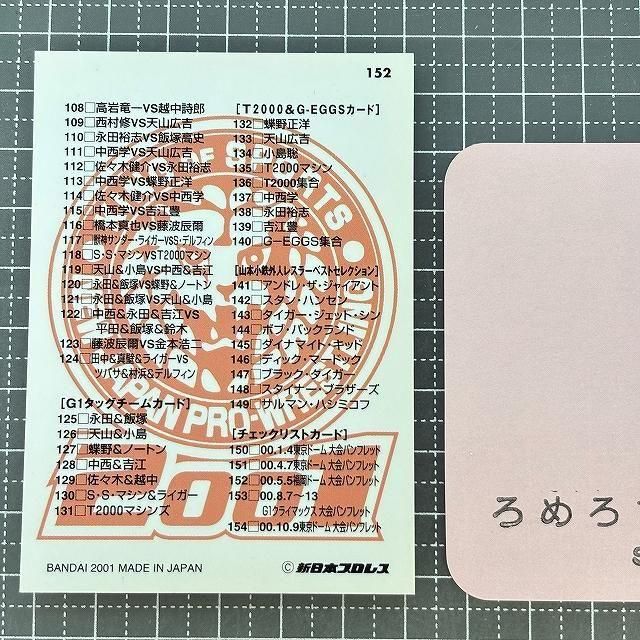 152
108□高岩竜一VS越中詩郎
109□西村修VS天山広吉
110□永田裕志VS飯塚高史
111□中西学VS天山広吉
112□佐々木健介VS永田裕志
113□中西学VS蝶野正洋
114□佐々木健介VS中西学
115□中西学VS吉江豊
116□橋本真也VS藤波辰爾
117□獣神サンダー・ライガーVSS・デルフィン
118□S・S・マシンVST2000マシン
119□天山&小島VS中西&吉江
120□永田&飯塚VS蝶野&ノートン
121□永田&飯塚VS天山&小島
122□中西&永田&吉江VS
平田&飯塚&鈴木
123□藤波辰爾VS金本浩二
124□田中&真壁&ライガーVS
ツバサ&村浜&デルフィン
[G1タッグチームカード]
125□永田&飯塚
126□天山&小島
127□蝶野&ノートン
128□中西&吉江
129□佐々木&越中
130□S・S・マシン&ライガー
131□T2000マシンズ
[T2000&G-EGGSカード]
132□蝶野正洋
133□天山広吉
134□小島聡
135□T2000マシン
136□T2000集合
137□中西学
138□永田裕志
139□吉江豊
140□G-EGGS集合
[山本小鉄外人レスラーベストセレクション]
141□アンドレ・ザ・ジャイアント
142□スタン・ハンセン
143□タイガー・ジェット・シン
144□ボブ・バックランド
145□ダイナマイト・キッド
146□ディック・マードック
147□ブラック・タイガー
148□スタイナー・ブラザーズ
149□サルマン・ハシミコフ
[チェックリストカード]
150□00.1.4東京ドーム大会パンフレット
151□00.4.7東京ドーム大会パンフレット
152□00.5.5福岡ドーム大会パンフレット
153□00.8.7〜13
G1クライマックス大会パンフレット
154□00.10.9東京ドーム大会パンフレット
2001
BANDAI 2001 MADE IN JAPAN
©新日本プロレス
ろめろ